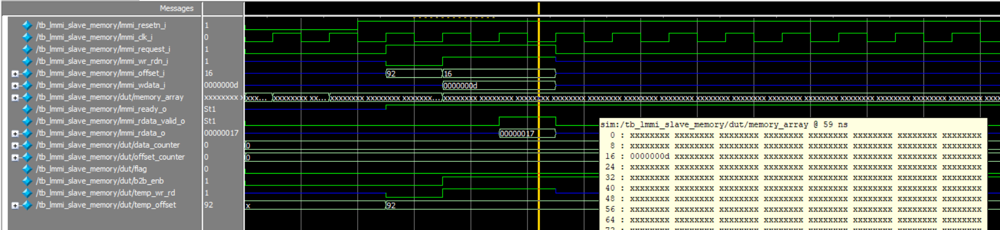 Messages
/tb_lmmi_slave_memory/lmmi_resetn_i 1
/tb_lmmi_slave_memory/lmmi_clk_i 0
/tb_lmmi_slave_memory/lmmi_request_i 1
/tb_lmmi_slave_memory/lmmi_wr_rdn_i 1
/tb_lmmi_slave_memory/lmmi_offset_i 16 92 16
/tb_lmmi_slave_memory/lmmi_wdata_i 0000000d 0000000d
/tb_lmmi_slave_memory/dut/memory_array xxxxxxxx x xxx... xxxxxxxx xx... xxxxxxxx xxxxxxxx xxxxxxx... xxxxxxxx xxxxxxxx xxxxxxxx xxxxxxxx xxxxxxxx xxxxxxxx xxxxxxxx xxxxxxxx xxxxxxxx xxxxxxxx xxxxxxxx xxxx
/tb_lmmi_slave_memory/lmmi_ready_o St1
/tb_lmmi_slave_memory/lmmi_rdata_valid_o St1
/tb_lmmi_slave_memory/lmmi_rdata_o 00000017 00000017
/tb_lmmi_slave_memory/dut/data_counter 0 0
/tb_lmmi_slave_memory/dut/offset_counter 0 0
/tb_lmmi_slave_memory/dut/flag 0
/tb_lmmi_slave_memory/dut/b2b_enb 1
/tb_lmmi_slave_memory/dut/temp_wr_rd 1
/tb_lmmi_slave_memory/dut/temp_offset 92 x 92
sim:/tb_lmmi_slave_memory/dut/memory_array @ 59 ns
0 : xxxxxxxx xxxxxxxx xxxxxxxx xxxxxxxx xxxxxxxx xxxxxxxx xxxxxxxx xxxxxxxx
8 : xxxxxxxx xxxxxxxx xxxxxxxx xxxxxxxx xxxxxxxx xxxxxxxx xxxxxxxx xxxxxxxx
16 : 0000000d xxxxxxxx xxxxxxxx xxxxxxxx xxxxxxxx xxxxxxxx xxxxxxxx xxxxxxxx
24 : xxxxxxxx xxxxxxxx xxxxxxxx xxxxxxxx xxxxxxxx xxxxxxxx xxxxxxxx xxxxxxxx
32 : xxxxxxxx xxxxxxxx xxxxxxxx xxxxxxxx xxxxxxxx xxxxxxxx xxxxxxxx xxxxxxxx
40 : xxxxxxxx xxxxxxxx xxxxxxxx xxxxxxxx xxxxxxxx xxxxxxxx xxxxxxxx xxxxxxxx
48 : xxxxxxxx xxxxxxxx xxxxxxxx xxxxxxxx xxxxxxxx xxxxxxxx xxxxxxxx xxxxxxxx
56 : xxxxxxxx xxxxxxxx xxxxxxxx xxxxxxxx xxxxxxxx xxxxxxxx xxxxxxxx xxxxxxxx
64 : xxxxxxxx xxxxxxxx xxxxxxxx xxxxxxxx xxxxxxxx xxxxxxxx xxxxxxxx xxxxxxxx